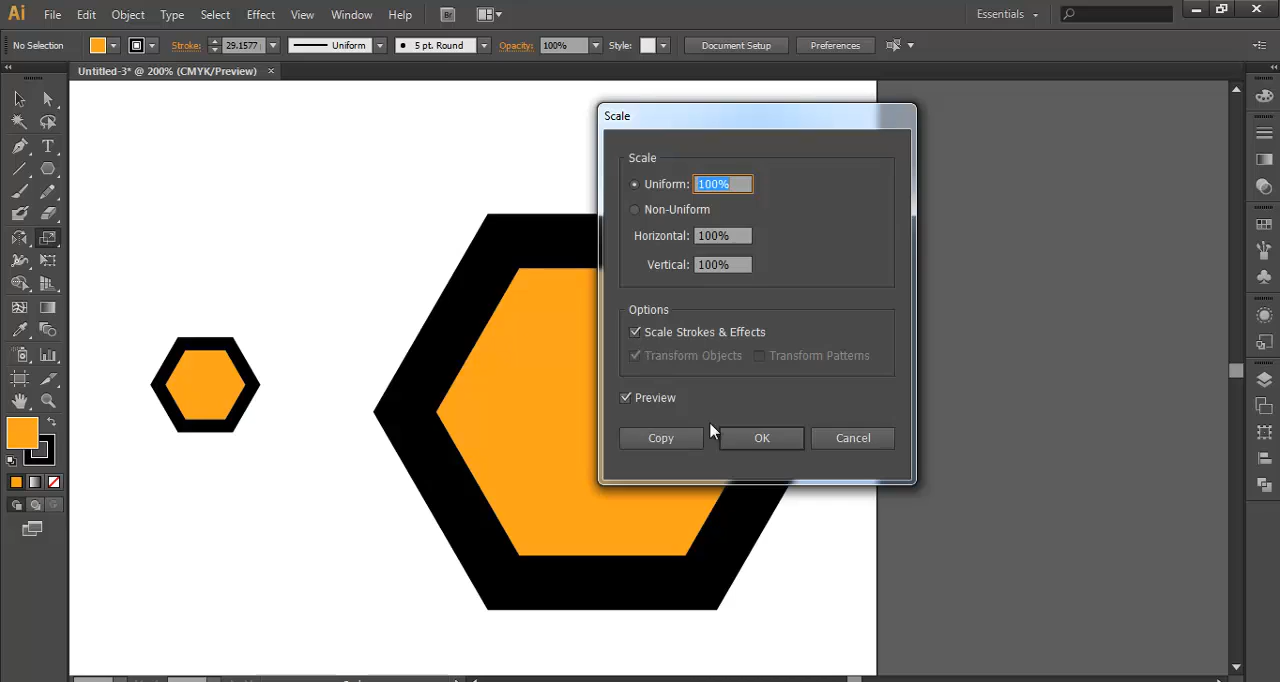 Ai File Edit Object Type Select Effect View Window Help Br Essentials
No Selection Stroke: 29.1577 Uniform 5 pt. Round Opacity: 100% Style: Document Setup Preferences
Untitled-3* @ 200% (CMYK/Preview) ×
Scale
Scale
Uniform: 100%
Non-Uniform
Horizontal: 100%
Vertical: 100%
Options
Scale Strokes & Effects
Transform Objects Transform Patterns
Preview
Copy OK Cancel